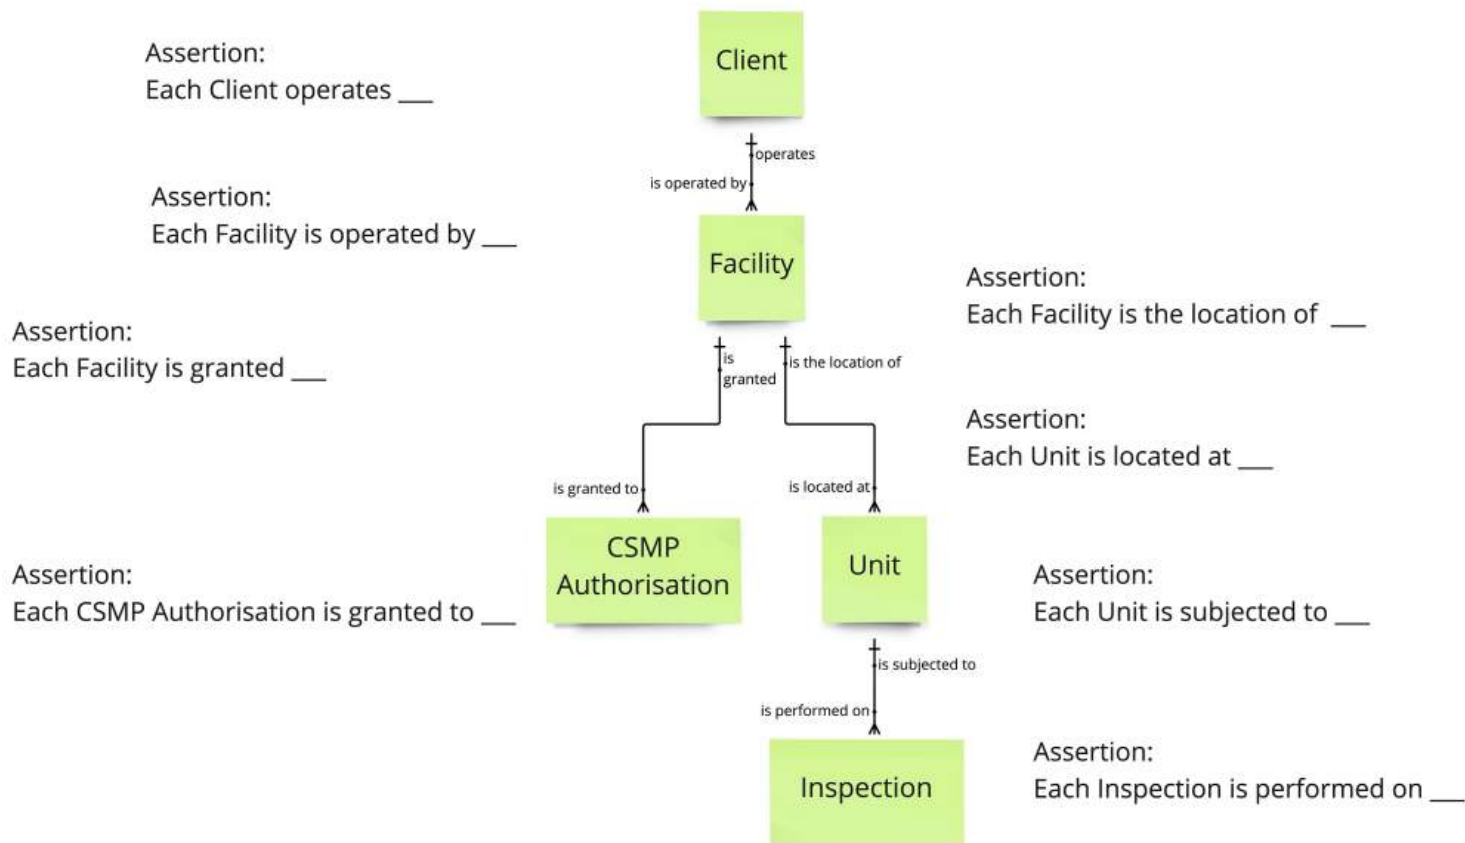 Client
Assertion:
Each Client operates ___
operates
is operated by
Assertion:
Each Facility is operated by ___
Facility
Assertion:
Each Facility is the location of ___
Assertion:
Each Facility is granted ___
is
granted
is the location of
Assertion:
Each Unit is located at ___
is granted to
is located at
CSMP
Authorisation
Unit
Assertion:
Each CSMP Authorisation is granted to ___
Assertion:
Each Unit is subjected to ___
is subjected to
is performed on
Inspection
Assertion:
Each Inspection is performed on ___